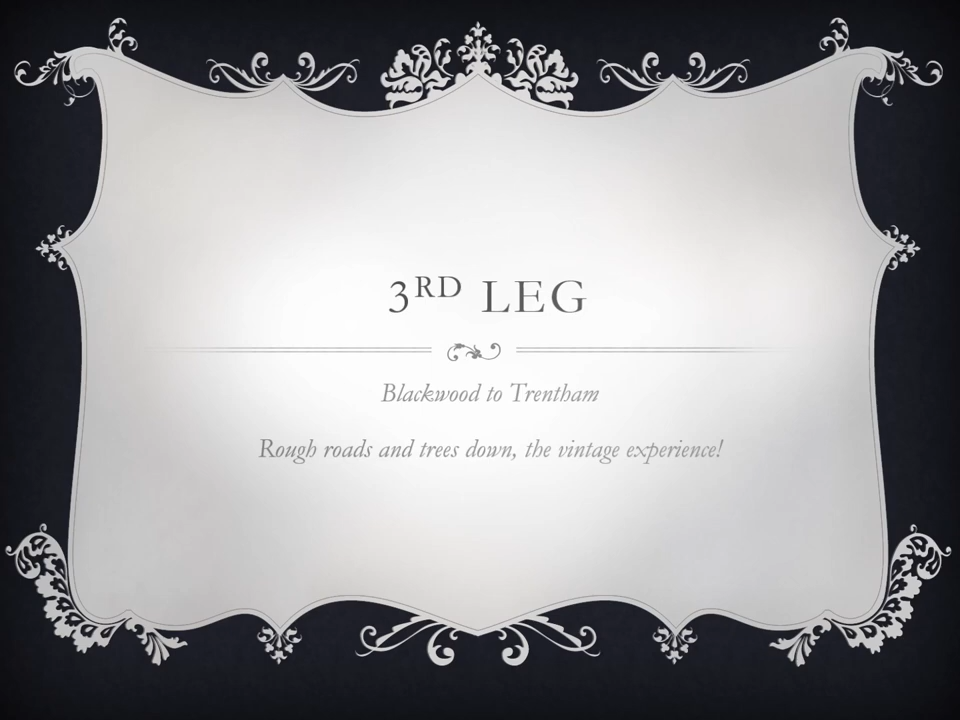 3RD LEG
Blackwood to Trentham
Rough roads and trees down, the vintage experience!